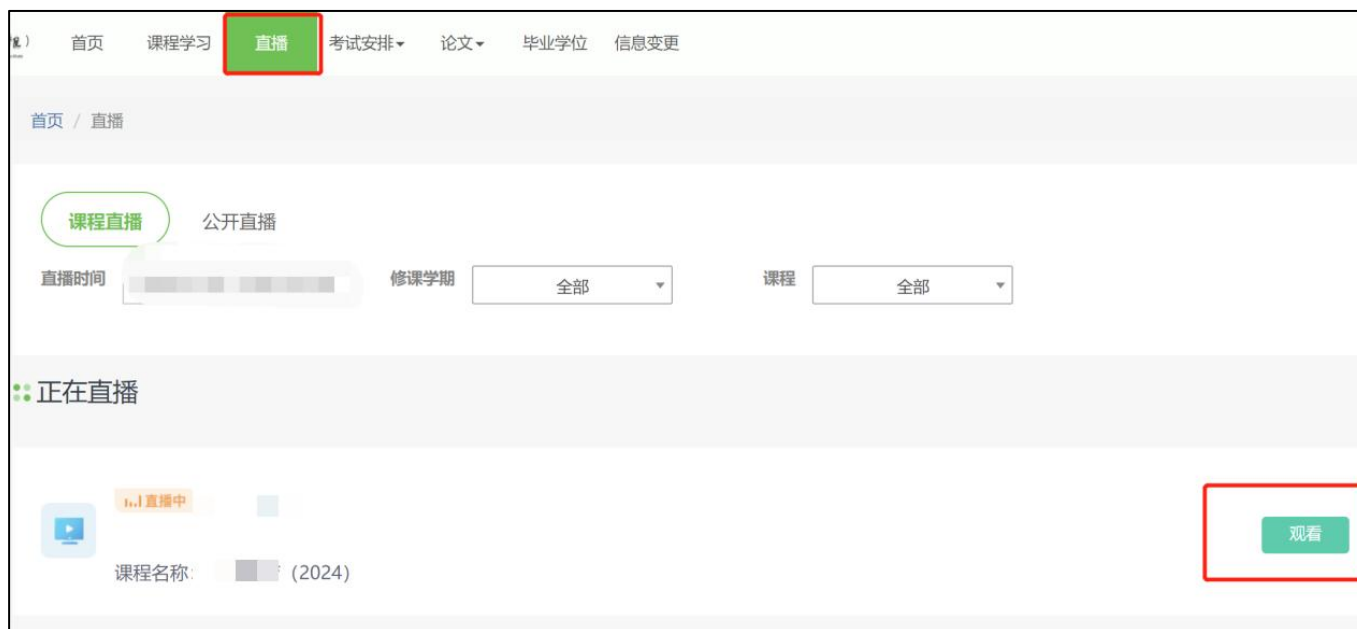 首页 课程学习 直播 考试安排 论文 毕业学位 信息变更
首页 / 直播
课程直播 公开直播
直播时间 修课学期 全部 课程 全部
正在直播
直播中
观看
课程名称: (2024)